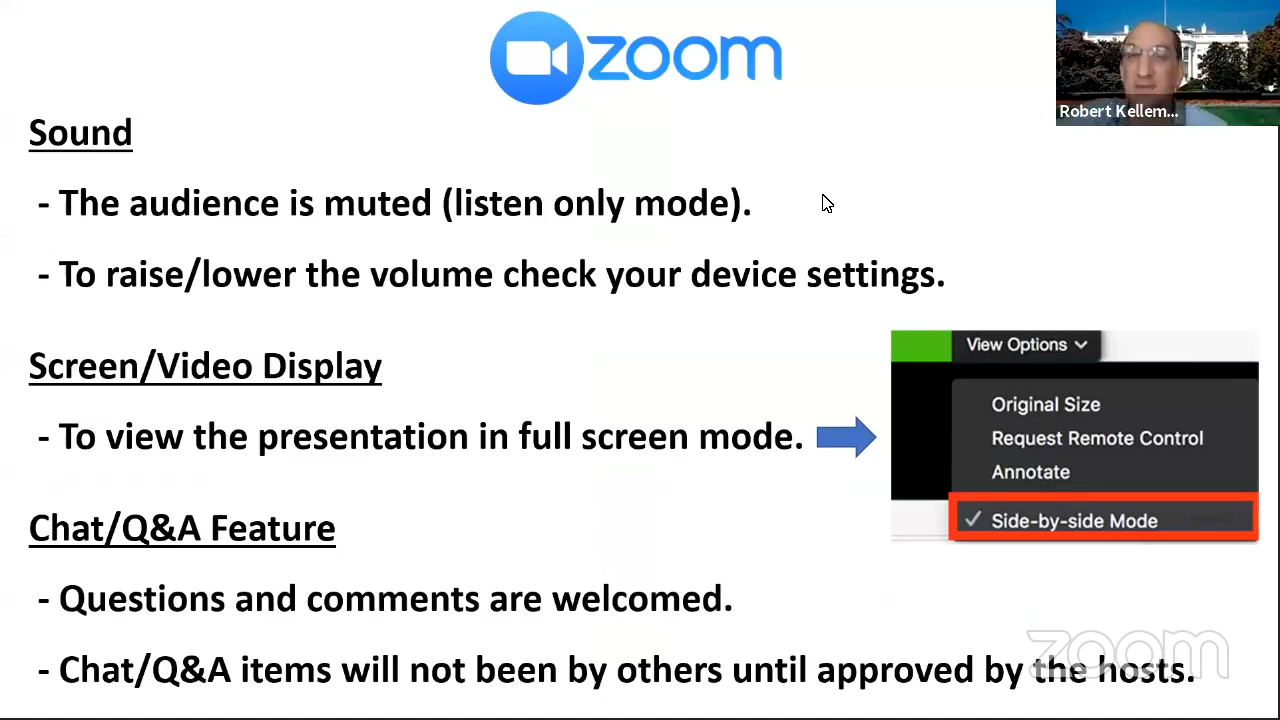 zoom
Robert Kellem...
Sound
- The audience is muted (listen only mode).
- To raise/lower the volume check your device settings.
Screen/Video Display
- To view the presentation in full screen mode.
View Options
Original Size
Request Remote Control
Annotate
Side-by-side Mode
Chat/Q&A Feature
- Questions and comments are welcomed.
- Chat/Q&A items will not been by others until approved by the hosts.
zoom